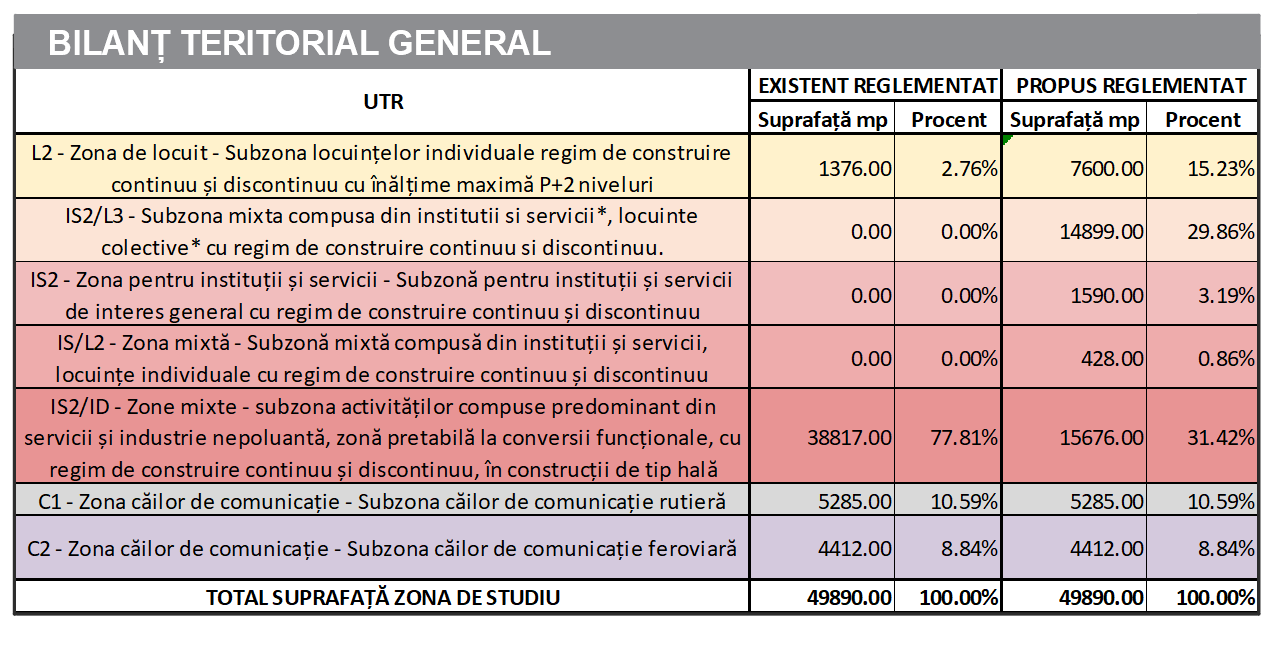 BILANȚ TERITORIAL GENERAL
UTR
EXISTENT REGLEMENTAT
PROPUS REGLEMENTAT
Suprafață mp
Procent
Suprafață mp
Procent
L2 - Zona de locuit - Subzona locuințelor individuale regim de construire
continuu și discontinuu cu înălțime maximă P+2 niveluri
1376.00
2.76%
7600.00
15.23%
IS2/L3 - Subzona mixta compusa din institutii si servicii*, locuinte
colective* cu regim de construire continuu si discontinuu.
0.00
0.00%
14899.00
29.86%
IS2 - Zona pentru instituții și servicii - Subzonă pentru instituții și servicii
de interes general cu regim de construire continuu și discontinuu
0.00
0.00%
1590.00
3.19%
IS/L2 - Zona mixtă - Subzonă mixtă compusă din instituții și servicii,
locuințe individuale cu regim de construire continuu și discontinuu
0.00
0.00%
428.00
0.86%
IS2/ID - Zone mixte - subzona activităților compuse predominant din
servicii și industrie nepoluantă, zonă pretabilă la conversii funcționale, cu
regim de construire continuu și discontinuu, în construcții de tip hală
38817.00
77.81%
15676.00
31.42%
C1 - Zona căilor de comunicație - Subzona căilor de comunicație rutieră
5285.00
10.59%
5285.00
10.59%
C2 - Zona căilor de comunicație - Subzona căilor de comunicație feroviară
4412.00
8.84%
4412.00
8.84%
TOTAL SUPRAFAȚĂ ZONA DE STUDIU
49890.00
100.00%
49890.00
100.00%